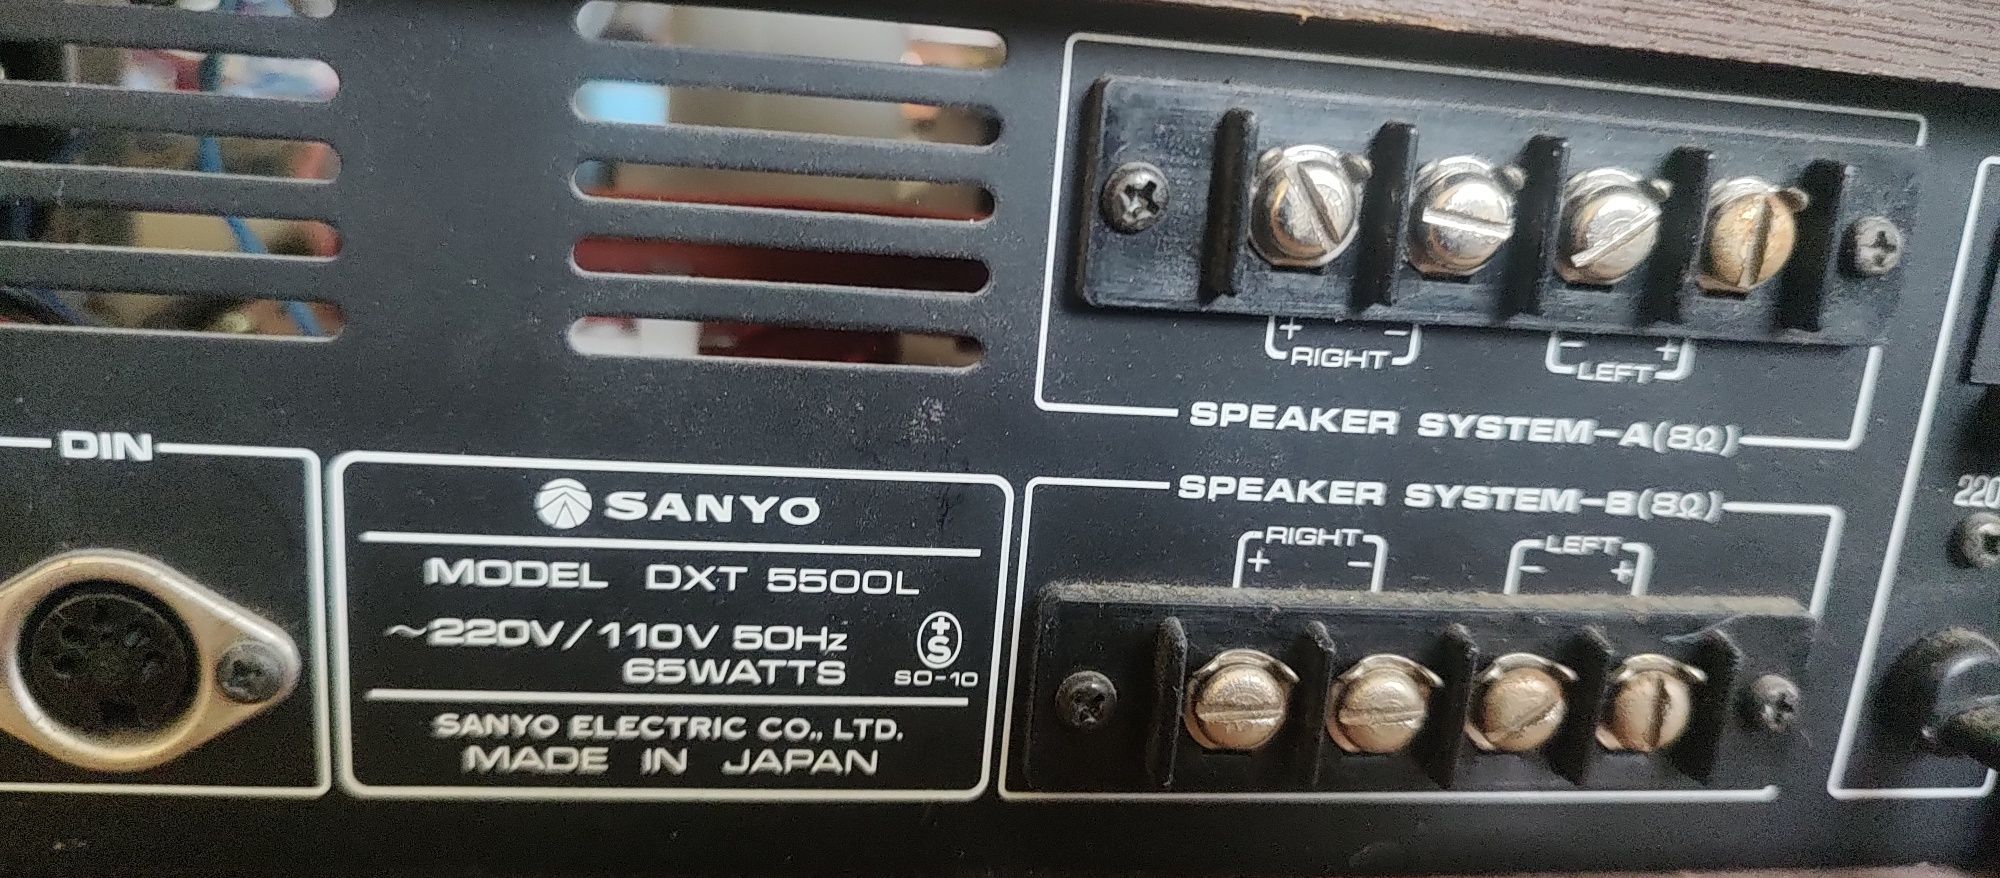 + -
RIGHT
- +
LEFT
SPEAKER SYSTEM-A(8Ω)
DIN
SANYO
MODEL DXT 5500L
~220V/110V 50Hz
65WATTS
+
S
SO-10
SANYO ELECTRIC CO., LTD.
MADE IN JAPAN
SPEAKER SYSTEM-B(8Ω)
RIGHT
+ -
LEFT
- +
220